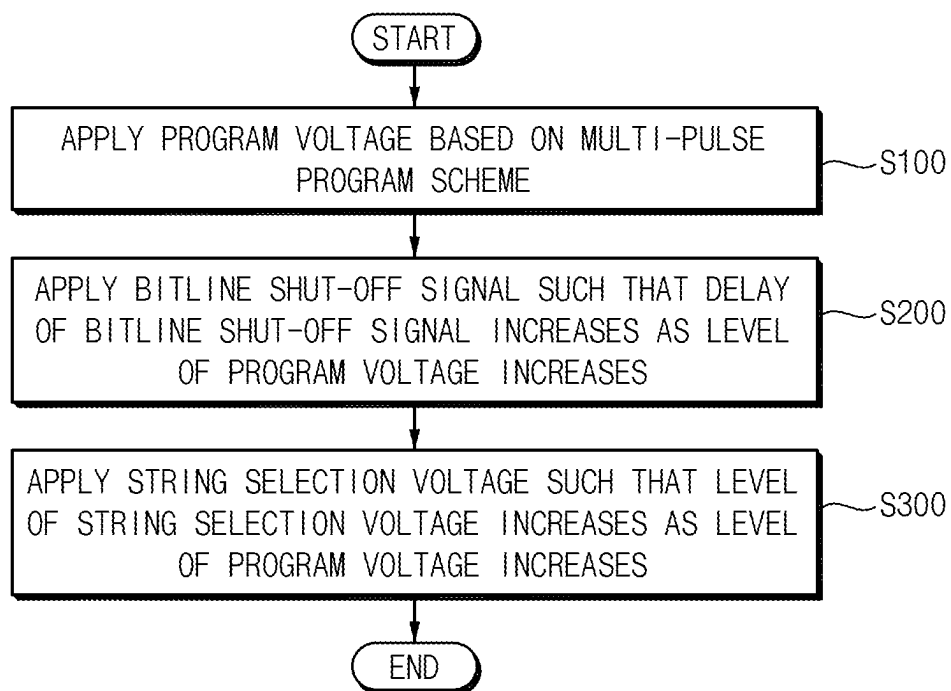 START
APPLY PROGRAM VOLTAGE BASED ON MULTI-PULSE
PROGRAM SCHEME
S100
APPLY BITLINE SHUT-OFF SIGNAL SUCH THAT DELAY
OF BITLINE SHUT-OFF SIGNAL INCREASES AS LEVEL
OF PROGRAM VOLTAGE INCREASES
S200
APPLY STRING SELECTION VOLTAGE SUCH THAT LEVEL
OF STRING SELECTION VOLTAGE INCREASES AS LEVEL
OF PROGRAM VOLTAGE INCREASES
S300
END